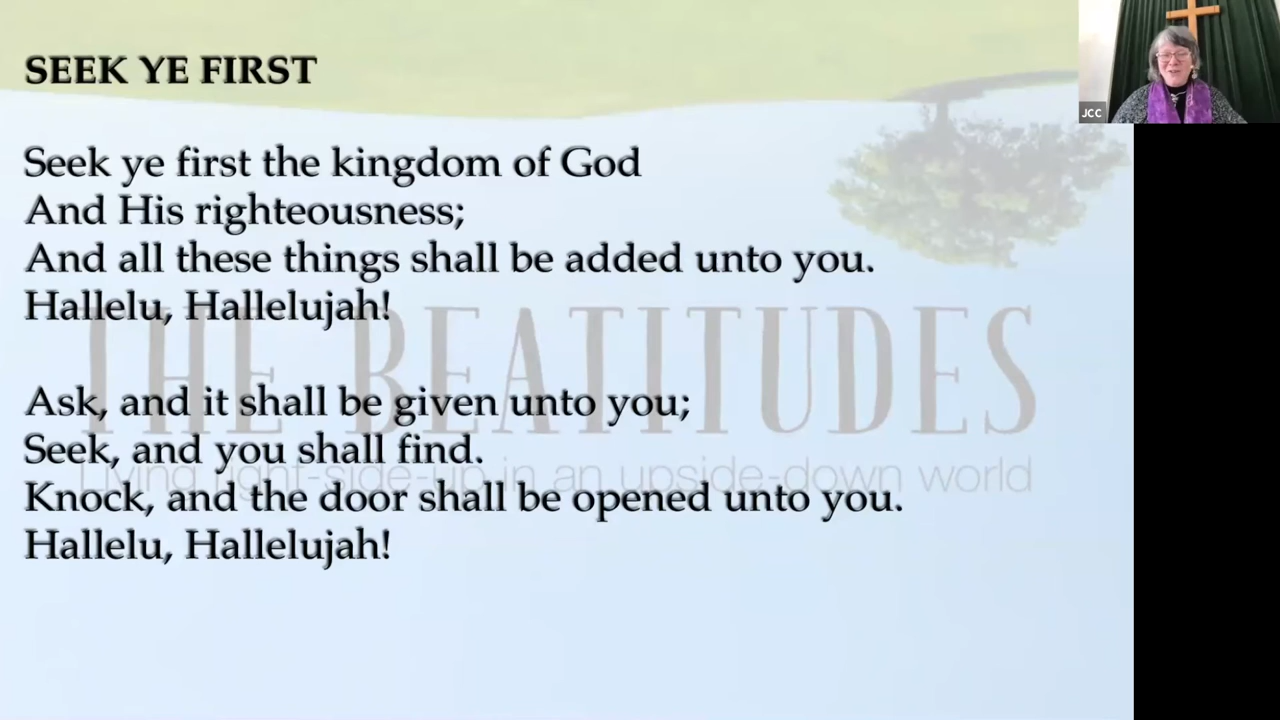 SEEK YE FIRST
Seek ye first the kingdom of God
And His righteousness;
And all these things shall be added unto you.
Hallelu, Hallelujah!
Ask, and it shall be given unto you;
Seek, and you shall find.
Knock, and the door shall be opened unto you.
Hallelu, Hallelujah!
THE BEATITUDES
Living right-side-up in an upside-down world
JCC